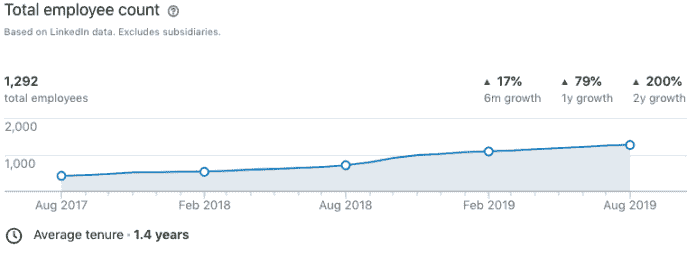 Total employee count
Based on LinkedIn data. Excludes subsidiaries.
1,292
total employees
▲ 17%
6m growth
▲ 79%
1y growth
▲ 200%
2y growth
2,000
1,000
Aug 2017
Feb 2018
Aug 2018
Feb 2019
Aug 2019
Average tenure · 1.4 years